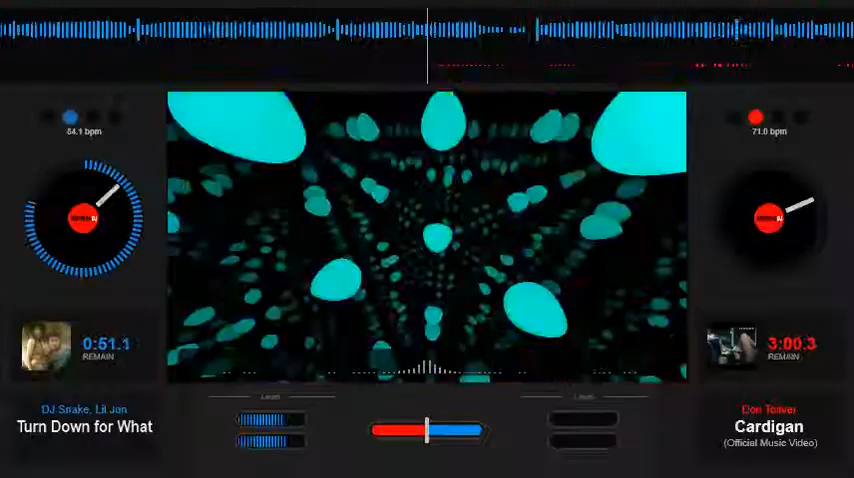 64.1 bpm
71.0 bpm
0:51.1
REMAIN
3:00.3
REMAIN
DJ Snake, Lil Jon
Turn Down for What
Don Toliver
Cardigan
(Official Music Video)